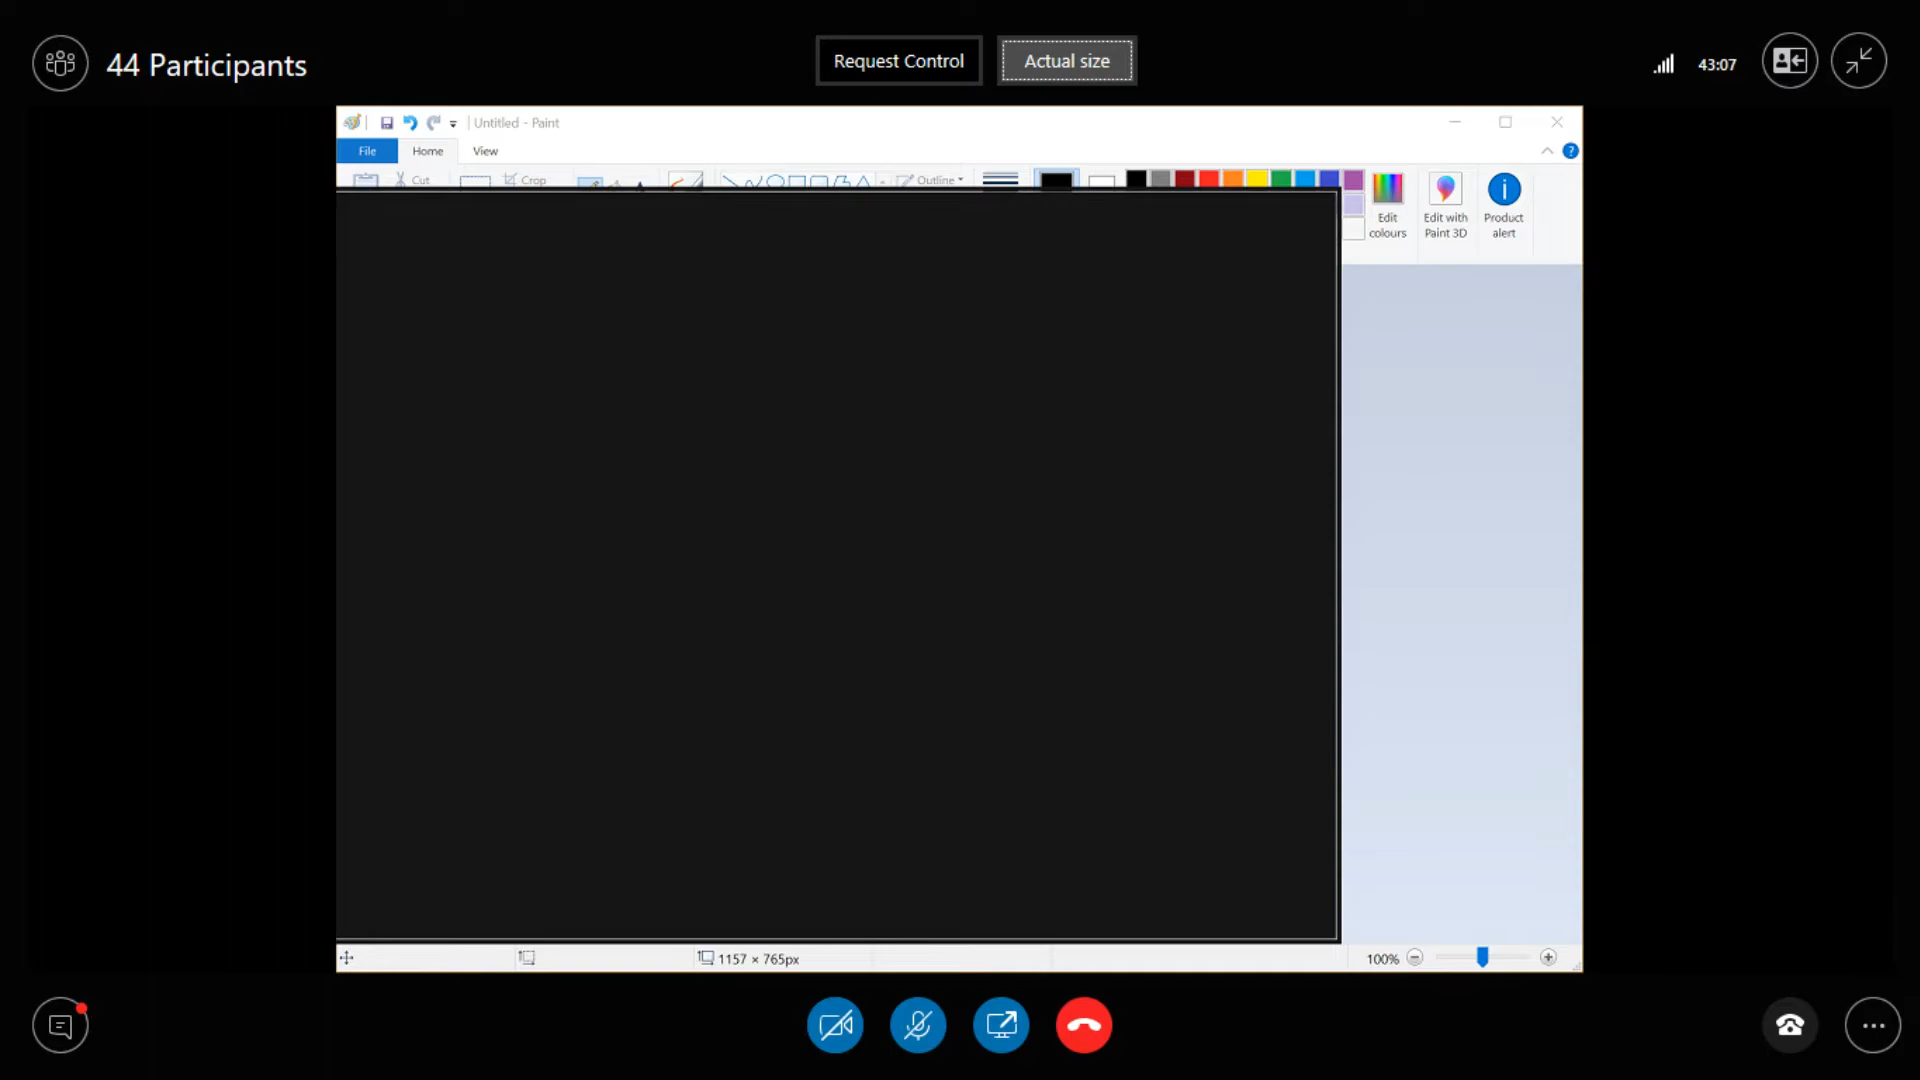 44 Participants
Request Control
Actual size
43:07
Untitled - Paint
File
Home
View
Cut
Crop
Outline
Edit colours
Edit with Paint 3D
Product alert
1157 × 765px
100%